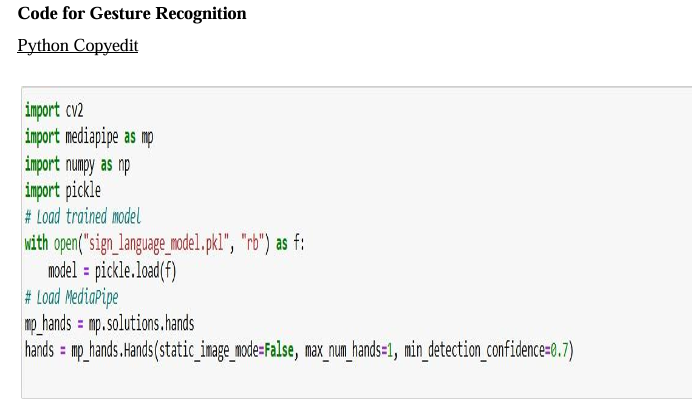 Code for Gesture Recognition
Python Copyedit
import cv2
import mediapipe as mp
import numpy as np
import pickle
# Load trained model
with open("sign_language_model.pkl", "rb") as f:
    model = pickle.load(f)
# Load MediaPipe
mp_hands = mp.solutions.hands
hands = mp_hands.Hands(static_image_mode=False, max_num_hands=1, min_detection_confidence=0.7)